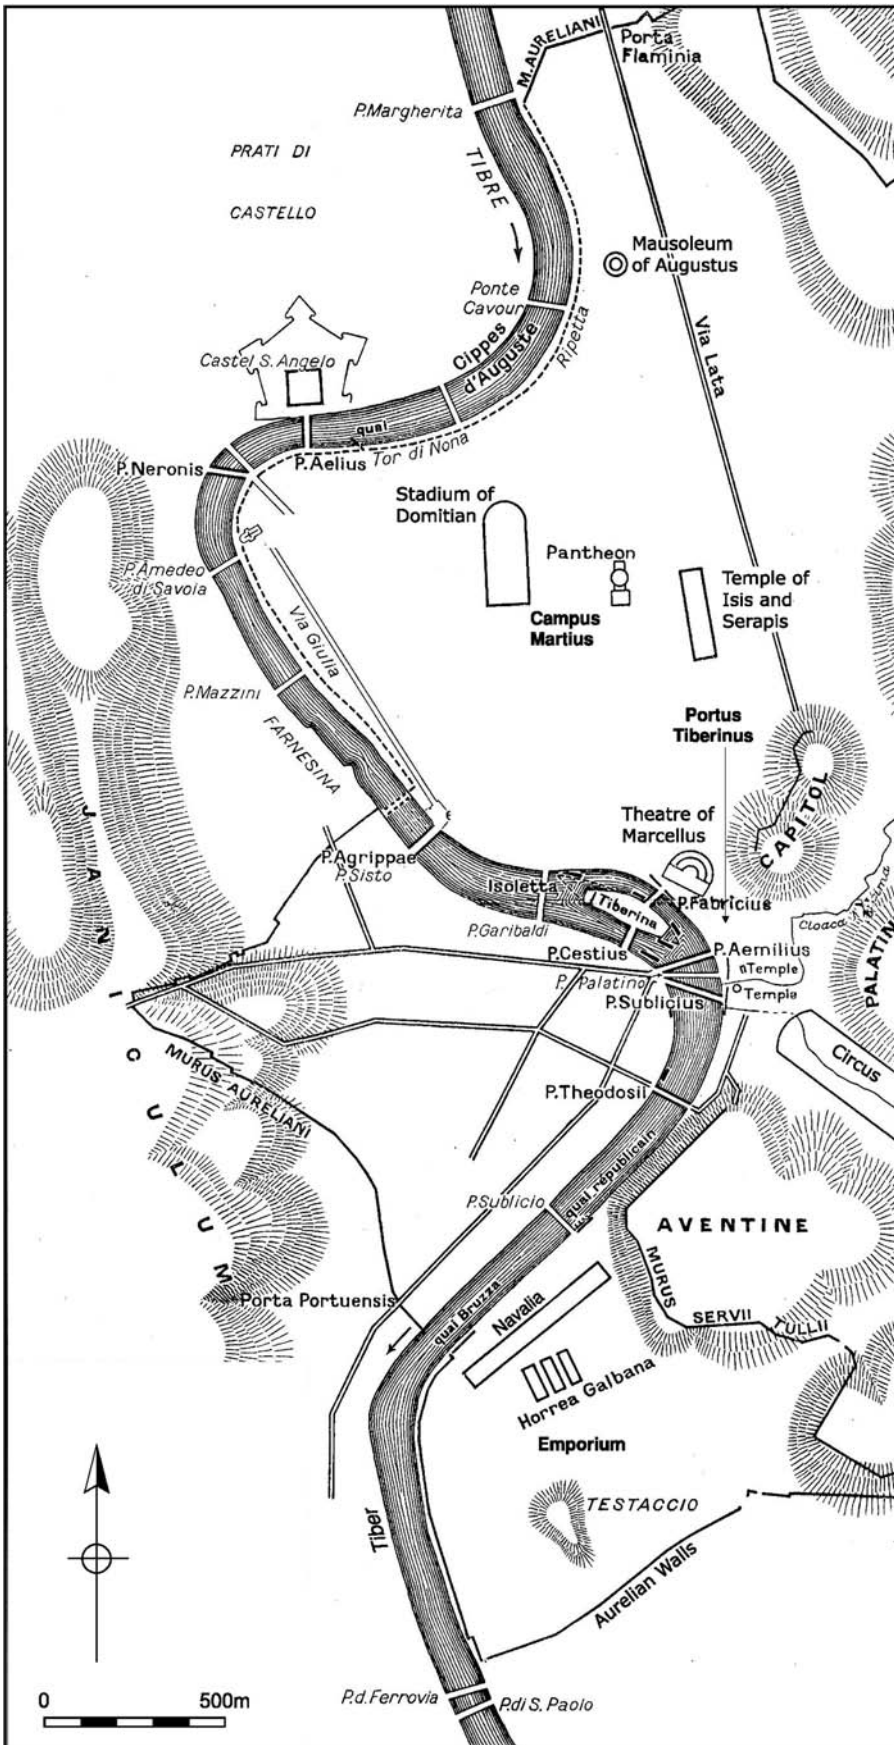 M. AURELIANI
Porta
Flaminia
P. Margherita
PRATI DI
CASTELLO
TIBRE
Mausoleum
of Augustus
Ponte
Cavour
Cippes
d'Auguste
Ripetta
Via Lata
Castel S. Angelo
quai
P. Neronis
P. Aelius
Tor di Nona
Stadium of
Domitian
Pantheon
P. Amedeo
di Savoia
Campus
Martius
Temple of
Isis and
Serapis
Via Giulia
P. Mazzini
FARNESINA
Portus
Tiberinus
CAPITOL
Theatre of
Marcellus
JANICULUM
P. Agrippae
P. Sisto
Isoletta
Tiberina
P. Fabricius
Cloaca
P. Garibaldi
P. Cestius
P. Aemilius
Temple
PALATIN
P. Palatino
P. Sublicius
Temple
Circus
MURUS AURELIANI
P. Theodosii
quai républicain
P. Sublicio
AVENTINE
MURUS
SERVII
TULLII
Porta Portuensis
quai Bruzza
Navalia
Horrea Galbana
Emporium
TESTACCIO
Tiber
Aurelian Walls
0 500m
P. d. Ferrovia
P. di S. Paolo